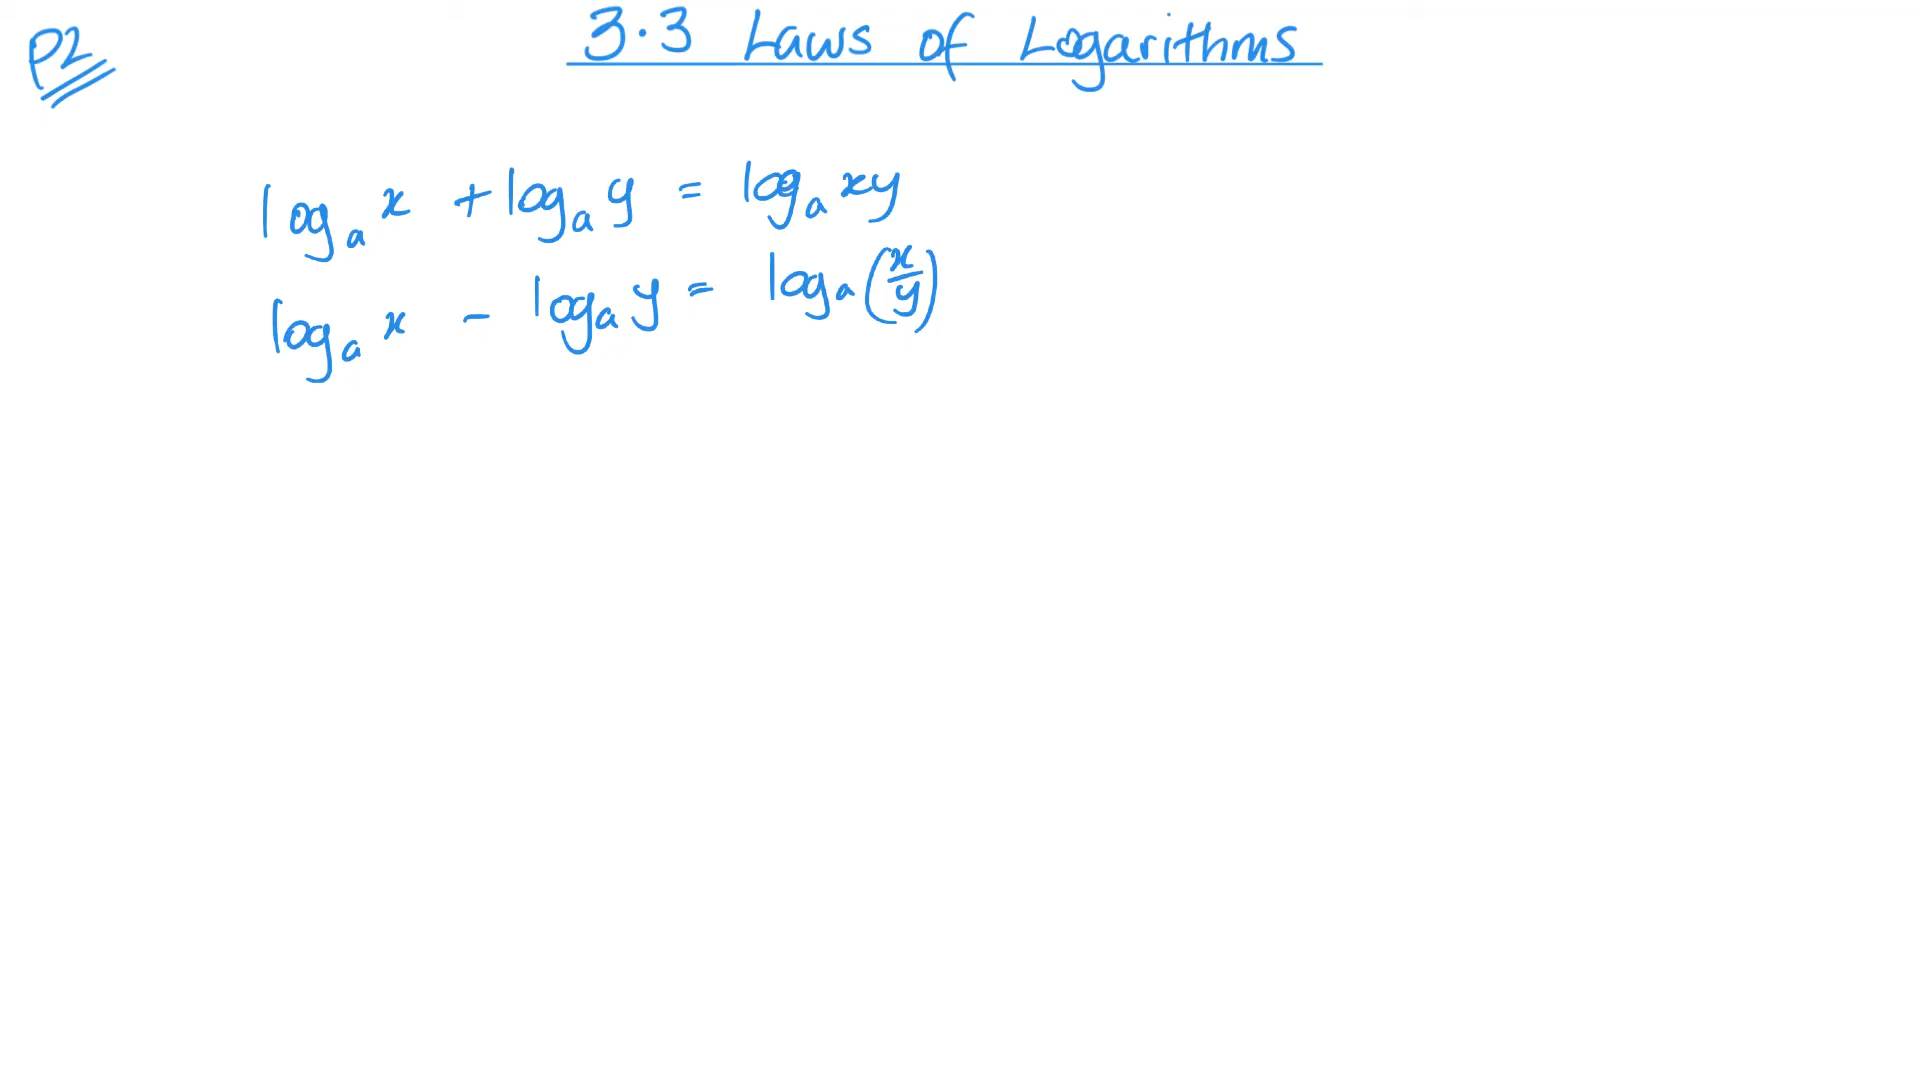 P2
3.3 Laws of Logarithms
logₐ x + logₐ y = logₐ xy
logₐ x - logₐ y = logₐ (x/y)